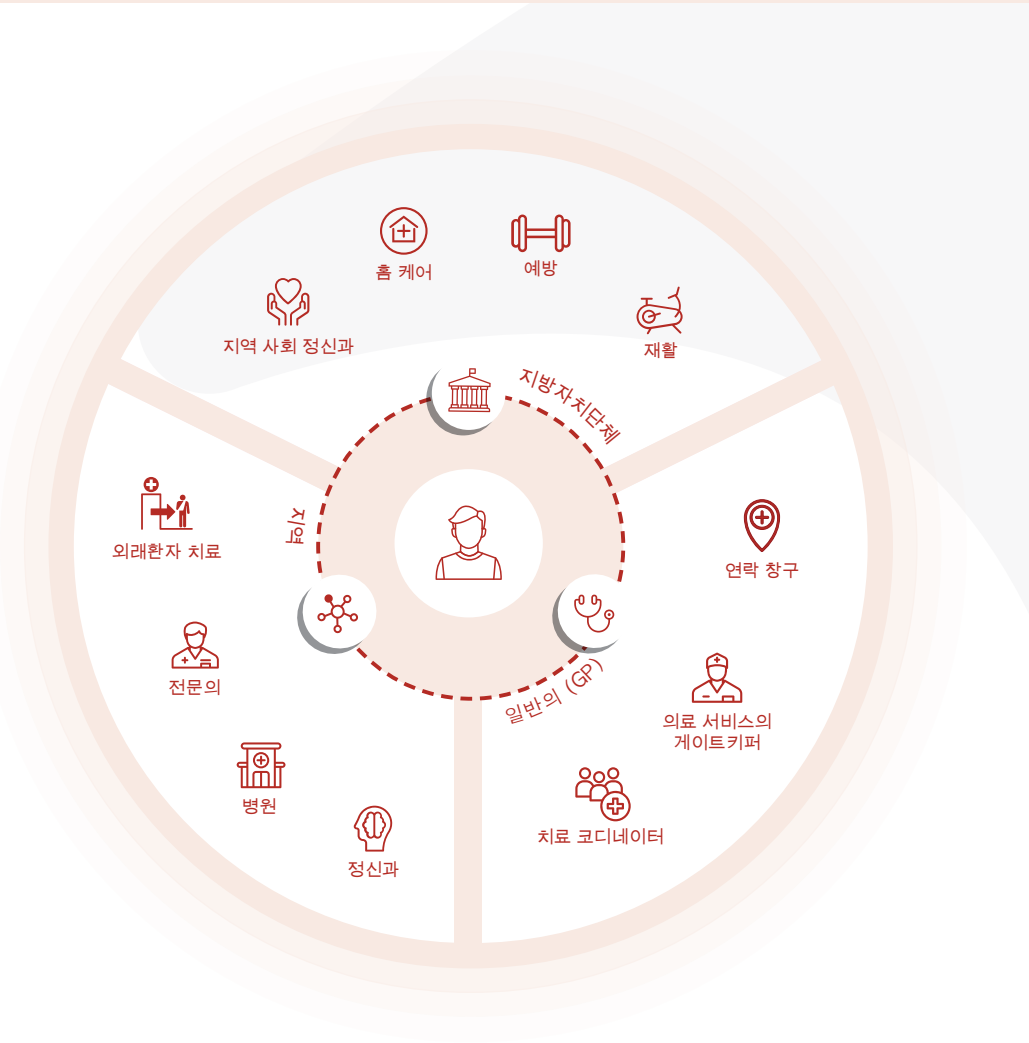 홈 케어
예방
지역 사회 정신과
재활
지방자치단체
지역
외래환자 치료
연락 창구
전문의
일반의 (GP)
의료 서비스의
게이트키퍼
병원
치료 코디네이터
정신과